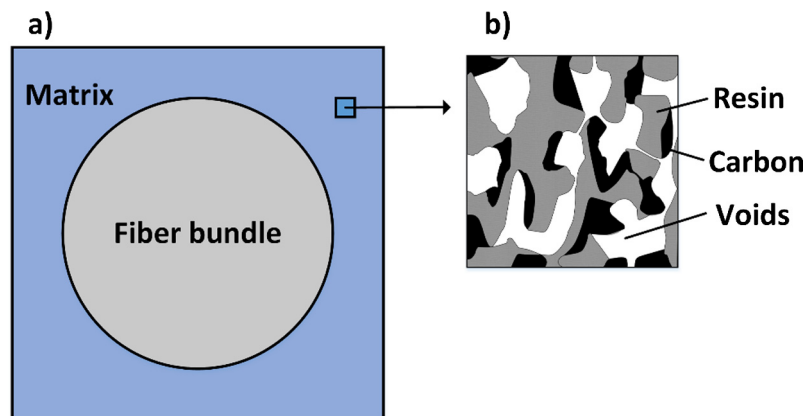 a)
Matrix
Fiber bundle
b)
Resin
Carbon
Voids